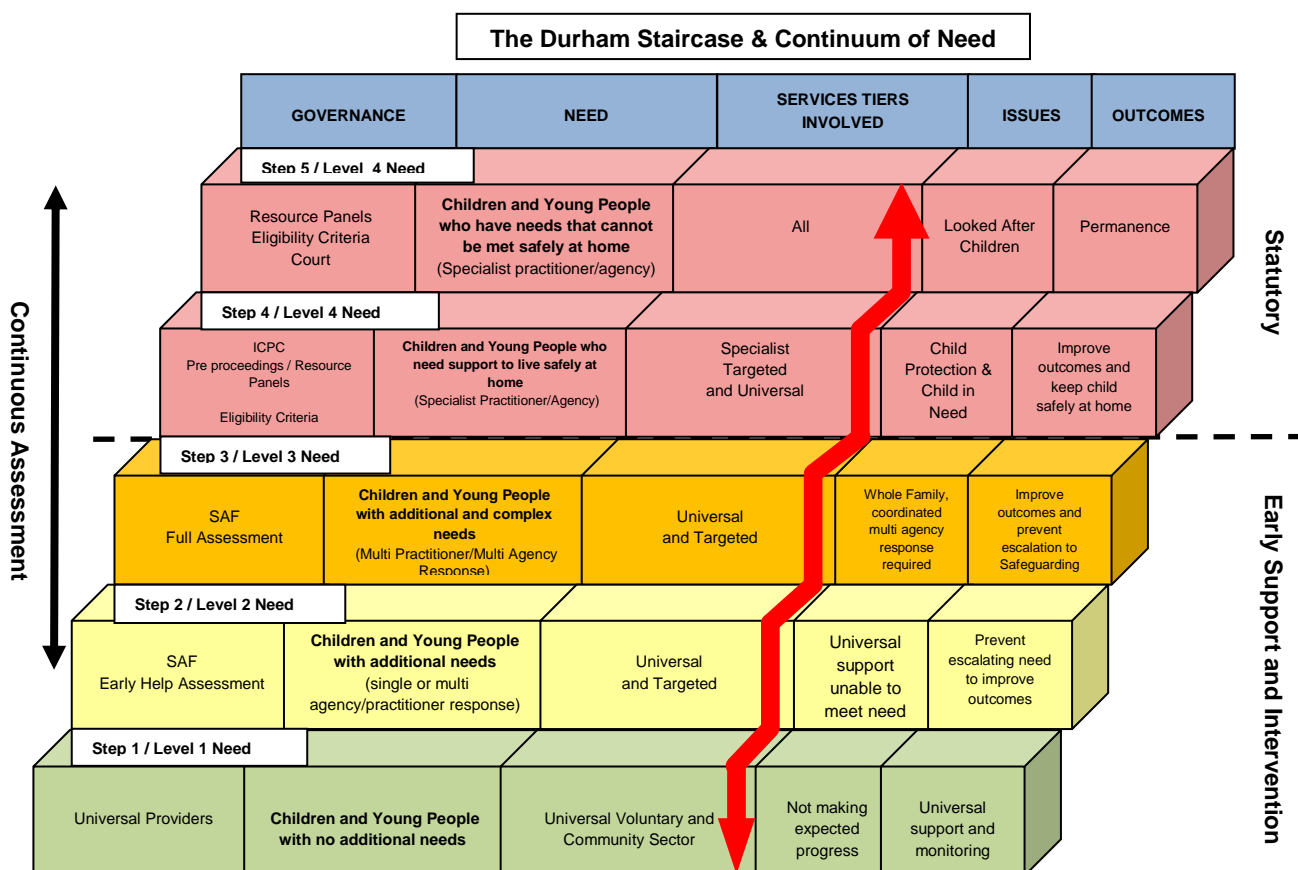 The Durham Staircase & Continuum of Need
GOVERNANCE
NEED
SERVICES TIERS
INVOLVED
ISSUES
OUTCOMES
Step 5 / Level 4 Need
Resource Panels
Eligibility Criteria
Court
Children and Young People
who have needs that cannot
be met safely at home
(Specialist practitioner/agency)
All
Looked After
Children
Permanence
Step 4 / Level 4 Need
ICPC
Pre proceedings / Resource
Panels
Eligibility Criteria
Children and Young People who
need support to live safely at
home
(Specialist Practitioner/Agency)
Specialist
Targeted
and Universal
Child
Protection &
Child in
Need
Improve
outcomes and
keep child
safely at home
Step 3 / Level 3 Need
SAF
Full Assessment
Children and Young People
with additional and complex
needs
(Multi Practitioner/Multi Agency
Response)
Universal
and Targeted
Whole Family,
coordinated
multi agency
response
required
Improve
outcomes and
prevent
escalation to
Safeguarding
Step 2 / Level 2 Need
SAF
Early Help Assessment
Children and Young People
with additional needs
(single or multi
agency/practitioner response)
Universal
and Targeted
Universal
support
unable to
meet need
Prevent
escalating need
to improve
outcomes
Step 1 / Level 1 Need
Universal Providers
Children and Young People
with no additional needs
Universal Voluntary and
Community Sector
Not making
expected
progress
Universal
support and
monitoring
Continuous Assessment
Statutory
Early Support and Intervention